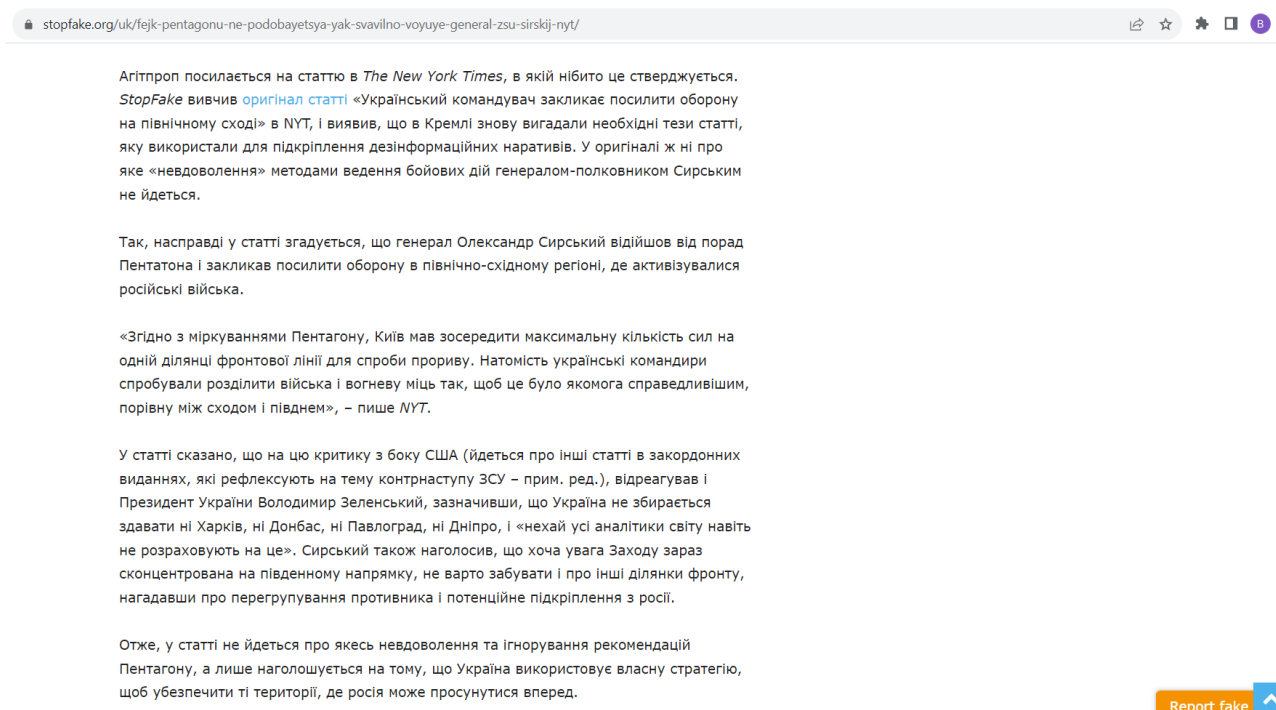 stopfake.org/uk/fejk-pentagonu-ne-podobayetsya-yak-svavilno-voyuye-general-zsu-sirskij-nyt/
B
Агітпроп посилається на статтю в The New York Times, в якій нібито це стверджується.
StopFake вивчив оригінал статті «Український командувач закликає посилити оборону
на північному сході» в NYT, і виявив, що в Кремлі знову вигадали необхідні тези статті,
яку використали для підкріплення дезінформаційних наративів. У оригіналі ж ні про
яке «невдоволення» методами ведення бойових дій генералом-полковником Сирським
не йдеться.
Так, насправді у статті згадується, що генерал Олександр Сирський відійшов від порад
Пентатона і закликав посилити оборону в північно-східному регіоні, де активізувалися
російські війська.
«Згідно з міркуваннями Пентагону, Київ мав зосередити максимальну кількість сил на
одній ділянці фронтової лінії для спроби прориву. Натомість українські командири
спробували розділити війська і вогневу міць так, щоб це було якомога справедливішим,
порівну між сходом і півднем», – пише NYT.
У статті сказано, що на цю критику з боку США (йдеться про інші статті в закордонних
виданнях, які рефлексують на тему контрнаступу ЗСУ – прим. ред.), відреагував і
Президент України Володимир Зеленський, зазначивши, що Україна не збирається
здавати ні Харків, ні Донбас, ні Павлоград, ні Дніпро, і «нехай усі аналітики світу навіть
не розраховують на це». Сирський також наголосив, що хоча увага Заходу зараз
сконцентрована на південному напрямку, не варто забувати і про інші ділянки фронту,
нагадавши про перегрупування противника і потенційне підкріплення з росії.
Отже, у статті не йдеться про якесь невдоволення та ігнорування рекомендацій
Пентагону, а лише наголошується на тому, що Україна використовує власну стратегію,
щоб убезпечити ті території, де росія може просунутися вперед.
Report fake